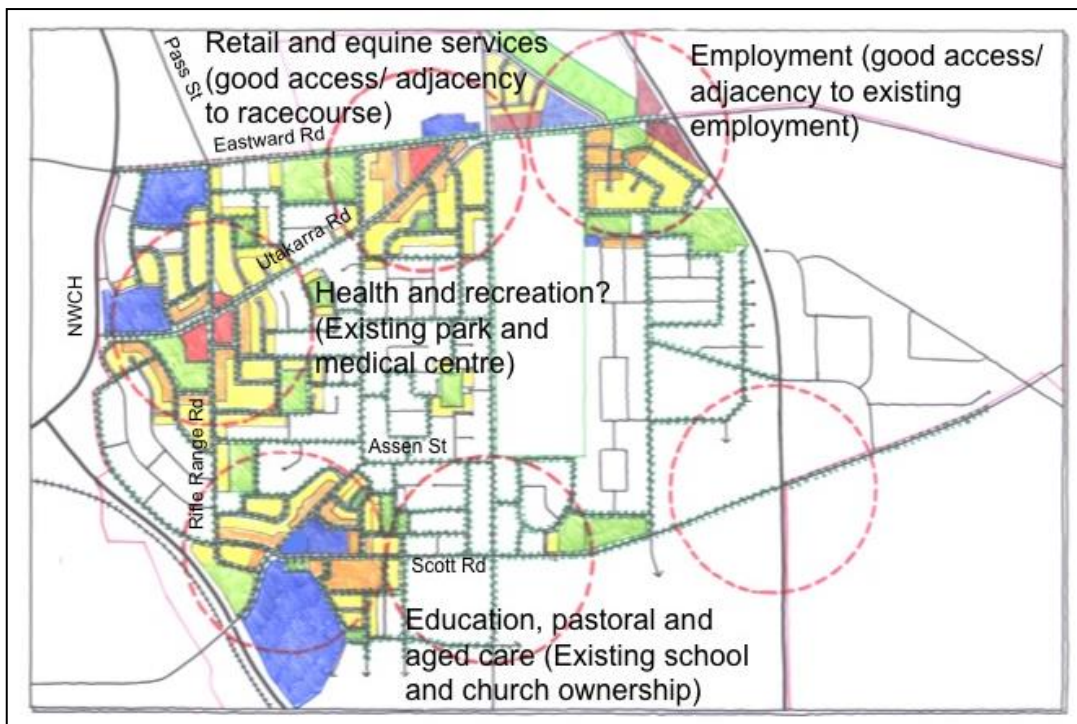 Pass St
Retail and equine services
(good access/ adjacency
to racecourse)
Eastward Rd
Employment (good access/
adjacency to existing
employment)
Utakarra Rd
NWCH
Health and recreation?
(Existing park and
medical centre)
Rifle Range Rd
Assen St
Scott Rd
Education, pastoral and
aged care (Existing school
and church ownership)